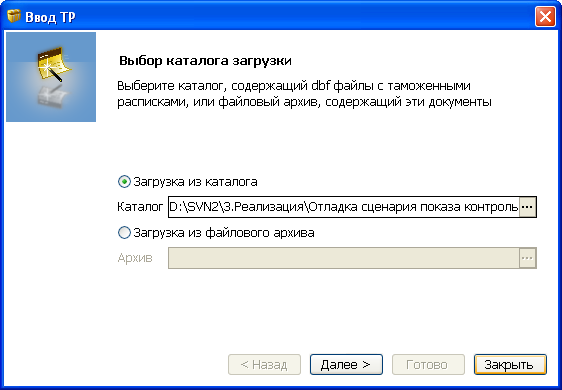 Ввод ТР
Выбор каталога загрузки
Выберите каталог, содержащий dbf файлы с таможенными
расписками, или файловый архив, содержащий эти документы
Загрузка из каталога
Каталог D:\SVN2\3.Реализация\Отладка сценария показа контроль ...
Загрузка из файлового архива
Архив ...
< Назад Далее > Готово Закрыть